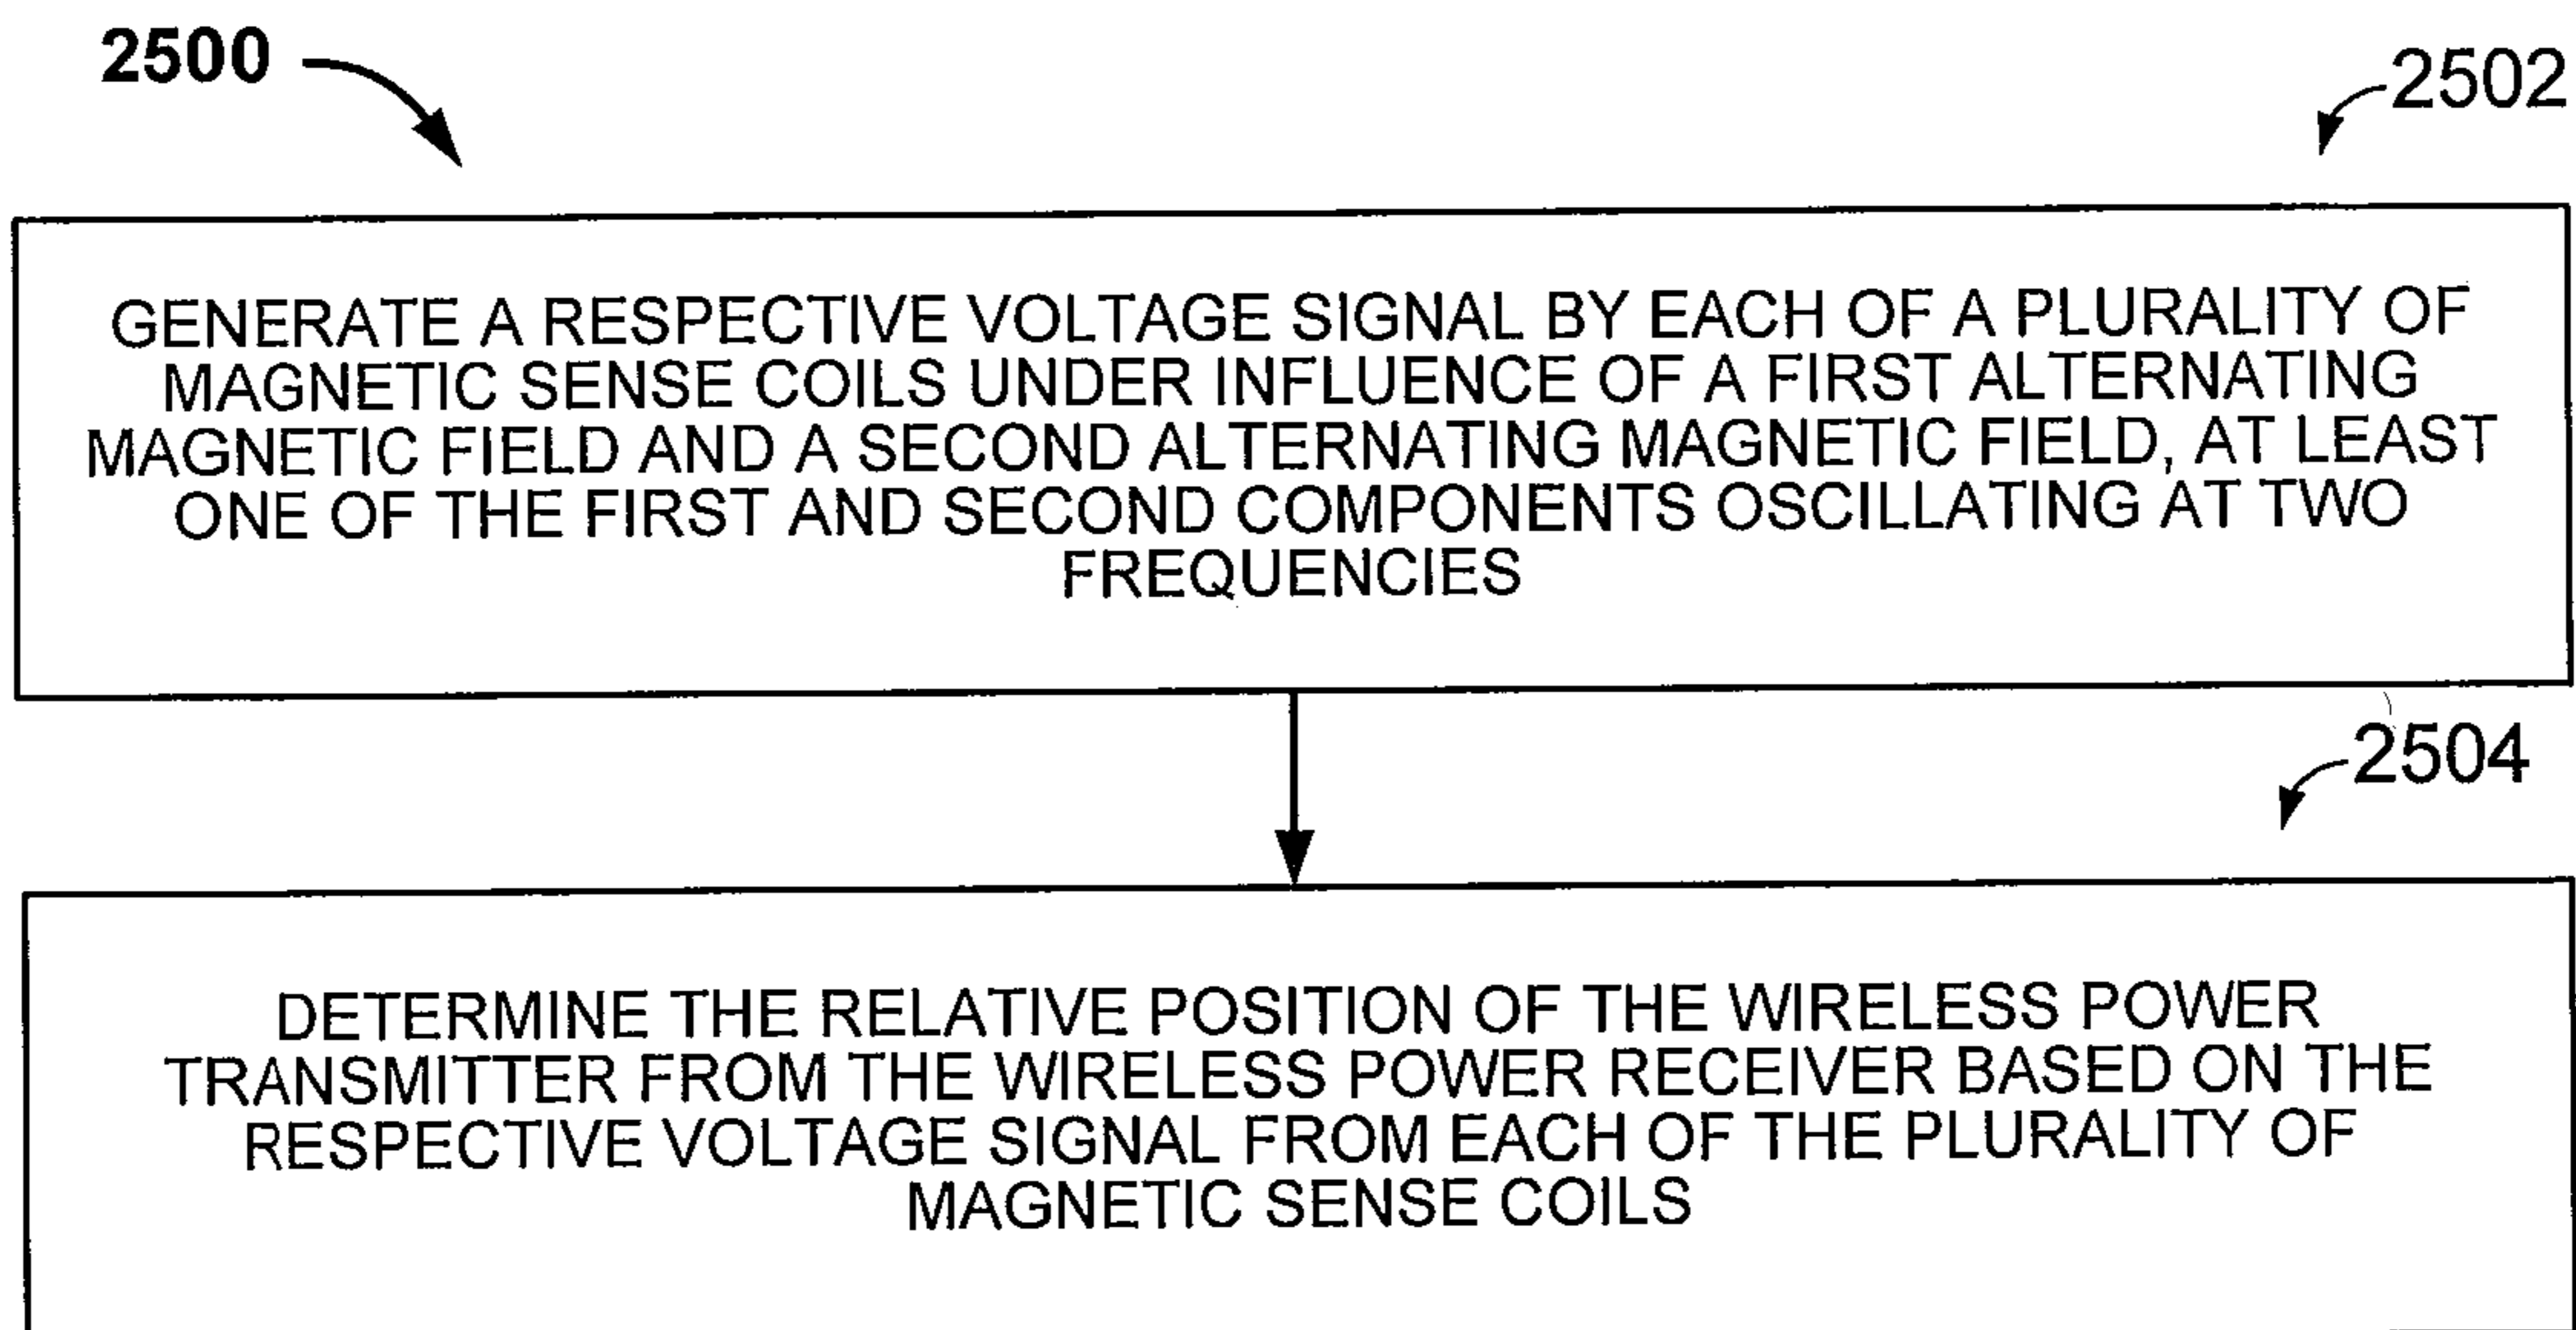 2500
2502
GENERATE A RESPECTIVE VOLTAGE SIGNAL BY EACH OF A PLURALITY OF
MAGNETIC SENSE COILS UNDER INFLUENCE OF A FIRST ALTERNATING
MAGNETIC FIELD AND A SECOND ALTERNATING MAGNETIC FIELD, AT LEAST
ONE OF THE FIRST AND SECOND COMPONENTS OSCILLATING AT TWO
FREQUENCIES
2504
DETERMINE THE RELATIVE POSITION OF THE WIRELESS POWER
TRANSMITTER FROM THE WIRELESS POWER RECEIVER BASED ON THE
RESPECTIVE VOLTAGE SIGNAL FROM EACH OF THE PLURALITY OF
MAGNETIC SENSE COILS